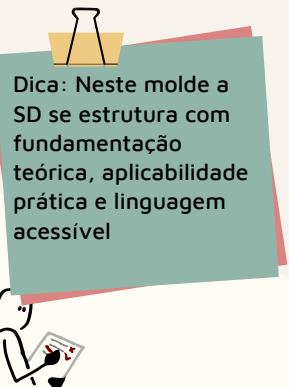 Dica: Neste molde a
SD se estrutura com
fundamentação
teórica, aplicabilidade
prática e linguagem
acessível